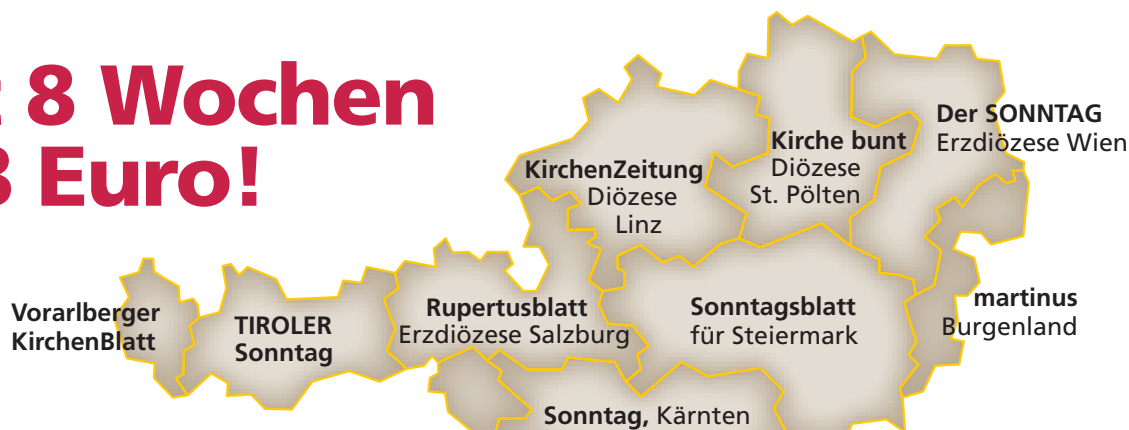 8 Wochen
Euro!
Der SONNTAG
Erzdiözese Wien
Kirche bunt
Diözese
St. Pölten
KirchenZeitung
Diözese
Linz
Vorarlberger
KirchenBlatt
TIROLER
Sonntag
Rupertusblatt
Erzdiözese Salzburg
Sonntagsblatt
für Steiermark
martinus
Burgenland
Sonntag, Kärnten